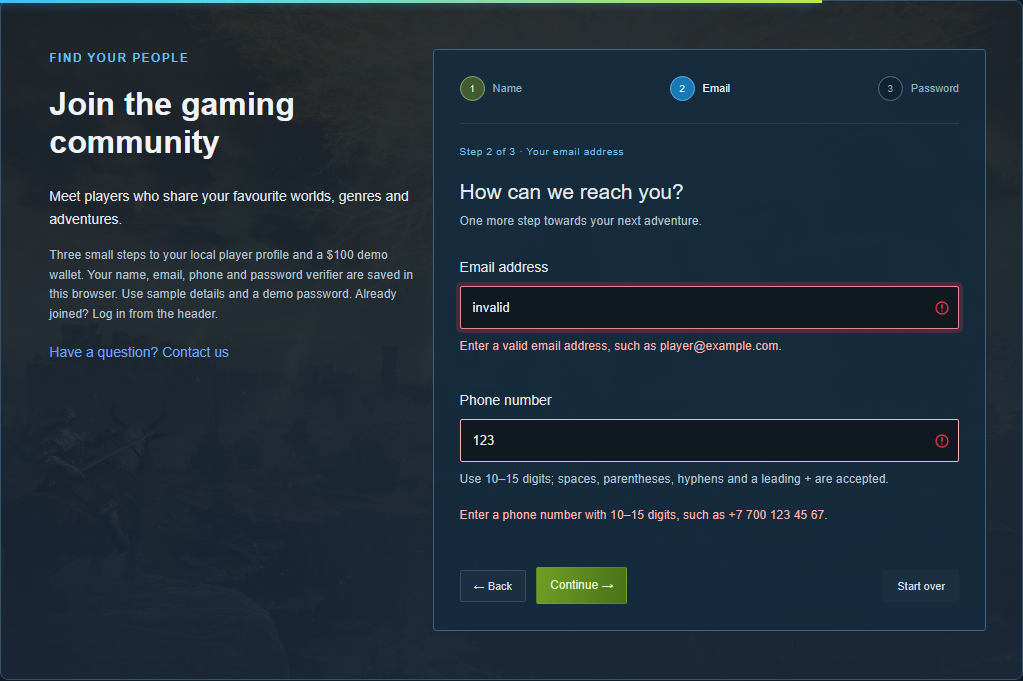 FIND YOUR PEOPLE
Join the gaming
community
Meet players who share your favourite worlds, genres and
adventures.
Three small steps to your local player profile and a $100 demo
wallet. Your name, email, phone and password verifier are saved in
this browser. Use sample details and a demo password. Already
joined? Log in from the header.
Have a question? Contact us
1 Name 2 Email 3 Password
Step 2 of 3 · Your email address
How can we reach you?
One more step towards your next adventure.
Email address
invalid
Enter a valid email address, such as player@example.com.
Phone number
123
Use 10–15 digits; spaces, parentheses, hyphens and a leading + are accepted.
Enter a phone number with 10–15 digits, such as +7 700 123 45 67.
← Back Continue → Start over